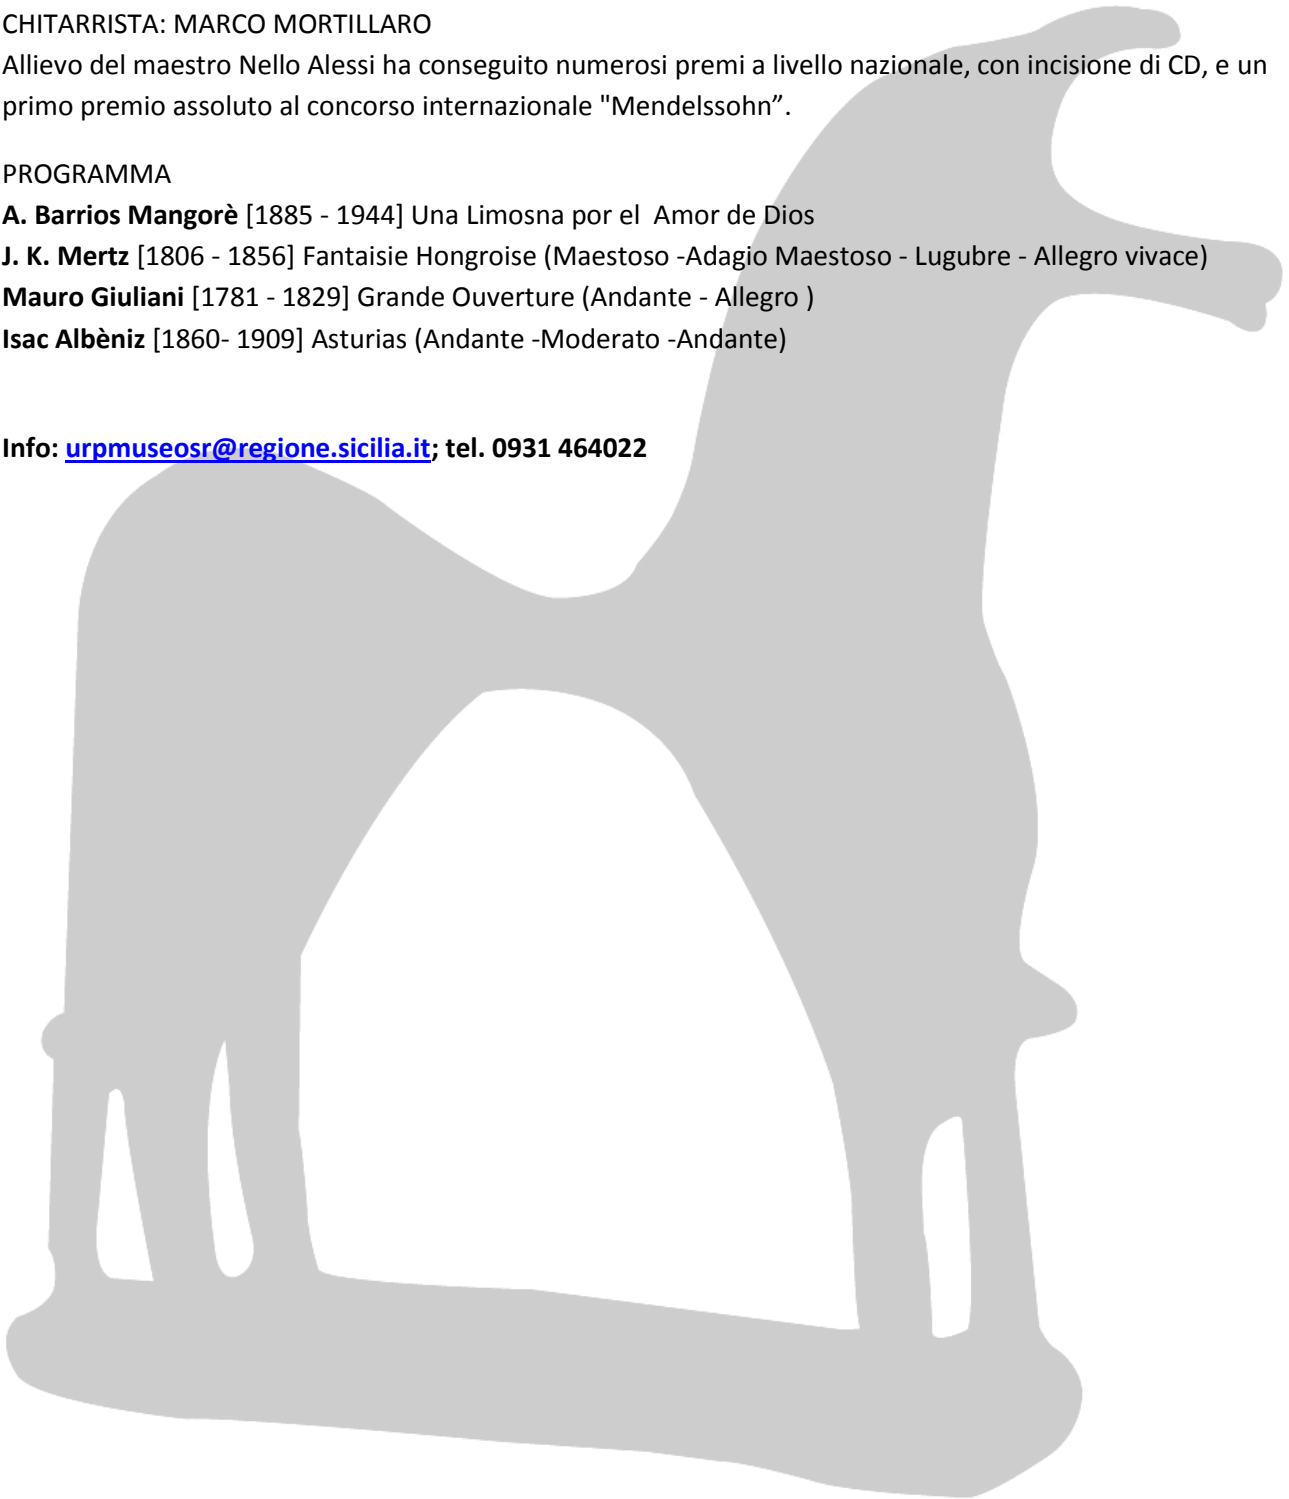 CHITARRISTA: MARCO MORTILLARO
Allievo del maestro Nello Alessi ha conseguito numerosi premi a livello nazionale, con incisione di CD, e un
primo premio assoluto al concorso internazionale "Mendelssohn”.
PROGRAMMA
A. Barrios Mangorè [1885 - 1944] Una Limosna por el  Amor de Dios
J. K. Mertz [1806 - 1856] Fantaisie Hongroise (Maestoso -Adagio Maestoso - Lugubre - Allegro vivace)
Mauro Giuliani [1781 - 1829] Grande Ouverture (Andante - Allegro )
Isac Albèniz [1860- 1909] Asturias (Andante -Moderato -Andante)
Info: urpmuseosr@regione.sicilia.it; tel. 0931 464022